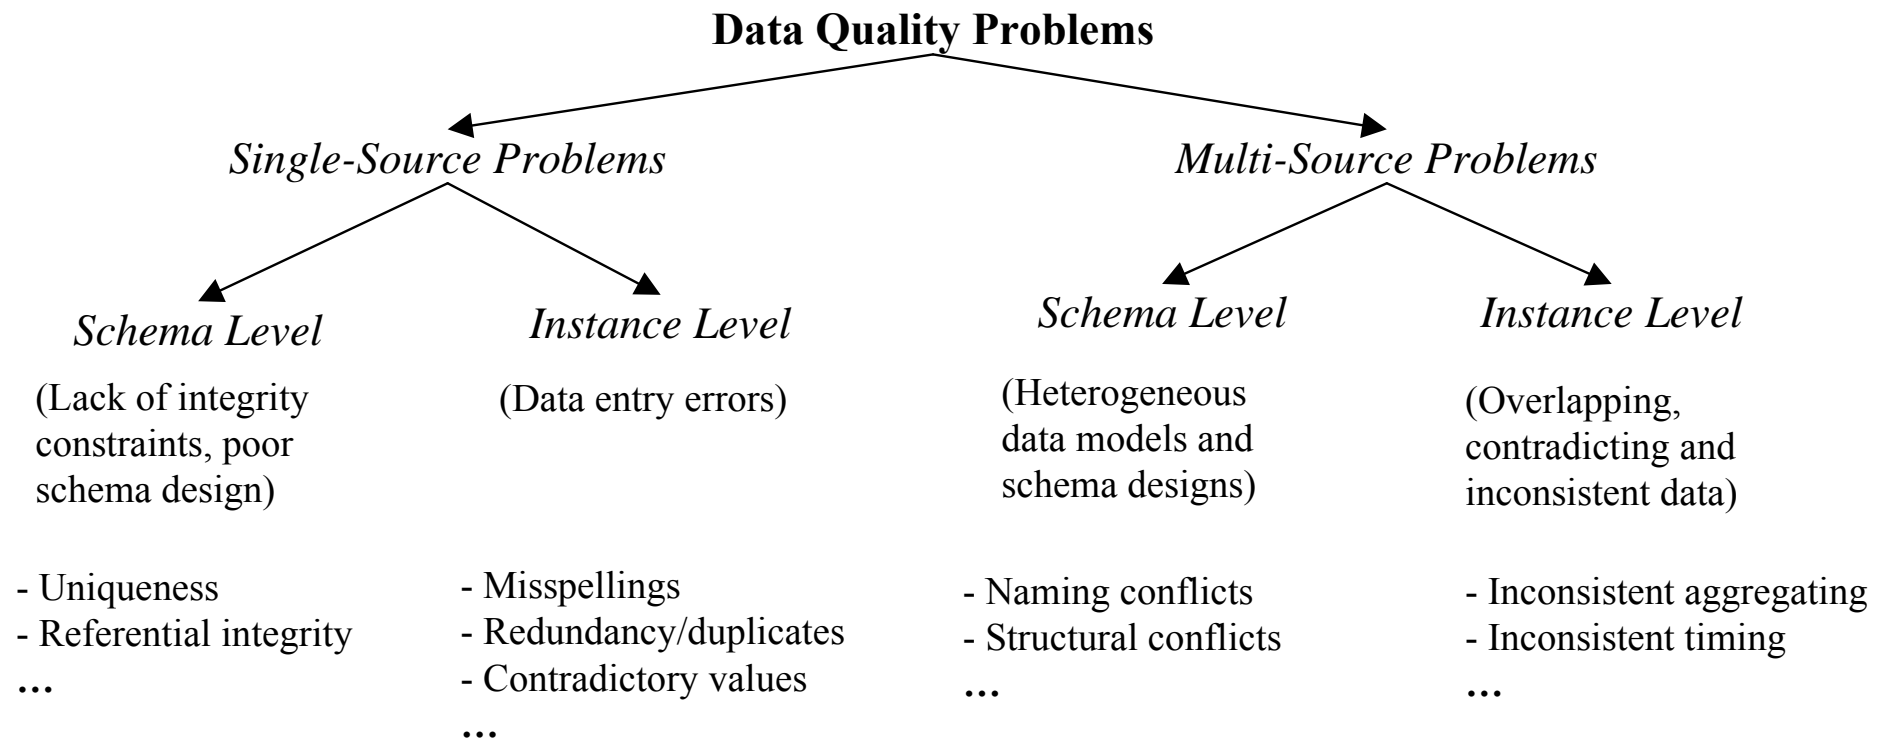 Data Quality Problems
Single-Source Problems
Multi-Source Problems
Schema Level
Instance Level
Schema Level
Instance Level
(Lack of integrity
constraints, poor
schema design)
(Data entry errors)
(Heterogeneous
data models and
schema designs)
(Overlapping,
contradicting and
inconsistent data)
- Uniqueness
- Referential integrity
...
- Misspellings
- Redundancy/duplicates
- Contradictory values
...
- Naming conflicts
- Structural conflicts
...
- Inconsistent aggregating
- Inconsistent timing
...